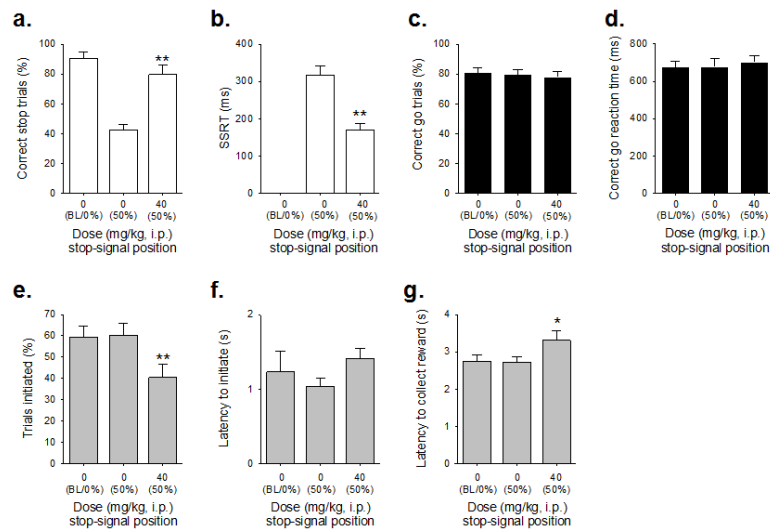 a.
Correct stop trials (%)
100
80
60
40
20
0
**
0 0 40
(BL/0%) (50%) (50%)
Dose (mg/kg, i.p.)
stop-signal position
b.
SSRT (ms)
400
300
200
100
0
**
0 0 40
(BL/0%) (50%) (50%)
Dose (mg/kg, i.p.)
stop-signal position
c.
Correct go trials (%)
100
80
60
40
20
0
0 0 40
(BL/0%) (50%) (50%)
Dose (mg/kg, i.p.)
stop-signal position
d.
Correct go reaction time (ms)
800
600
400
200
0
0 0 40
(BL/0%) (50%) (50%)
Dose (mg/kg, i.p.)
stop-signal position
e.
Trials initiated (%)
70
60
50
40
30
20
10
0
**
0 0 40
(BL/0%) (50%) (50%)
Dose (mg/kg, i.p.)
stop-signal position
f.
Latency to initiate (s)
2
1
0
0 0 40
(BL/0%) (50%) (50%)
Dose (mg/kg, i.p.)
stop-signal position
g.
Latency to collect reward (s)
4
3
2
1
0
*
0 0 40
(BL/0%) (50%) (50%)
Dose (mg/kg, i.p.)
stop-signal position